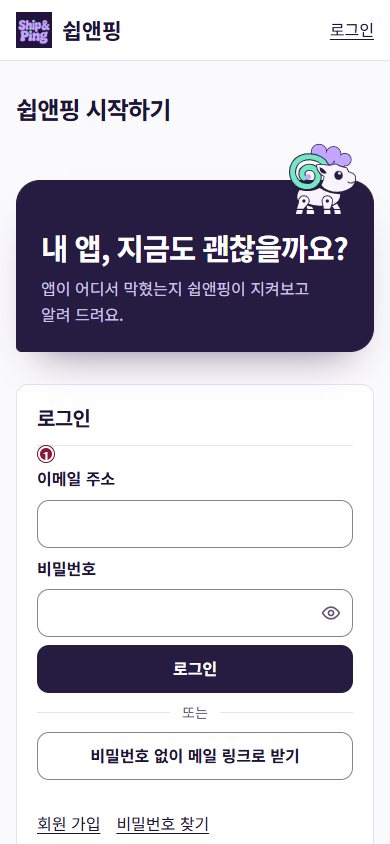 Ship&
Ping
쉽앤핑
로그인
쉽앤핑 시작하기
내 앱, 지금도 괜찮을까요?
앱이 어디서 막혔는지 쉽앤핑이 지켜보고
알려 드려요.
로그인
1
이메일 주소
비밀번호
로그인
또는
비밀번호 없이 메일 링크로 받기
회원 가입
비밀번호 찾기